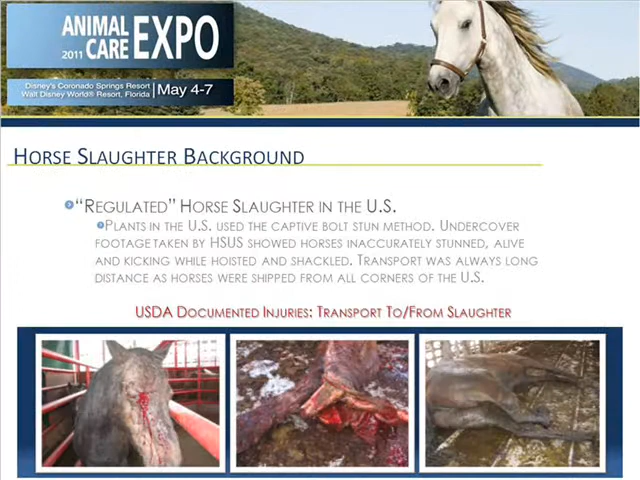 ANIMAL
2011 CARE EXPO
Disney's Coronado Springs Resort
Walt Disney World® Resort, Florida May 4-7
HORSE SLAUGHTER BACKGROUND
"REGULATED" HORSE SLAUGHTER IN THE U.S.
PLANTS IN THE U.S. USED THE CAPTIVE BOLT STUN METHOD. UNDERCOVER
FOOTAGE TAKEN BY HSUS SHOWED HORSES INACCURATELY STUNNED, ALIVE
AND KICKING WHILE HOISTED AND SHACKLED. TRANSPORT WAS ALWAYS LONG
DISTANCE AS HORSES WERE SHIPPED FROM ALL CORNERS OF THE U.S.
USDA DOCUMENTED INJURIES: TRANSPORT TO/FROM SLAUGHTER